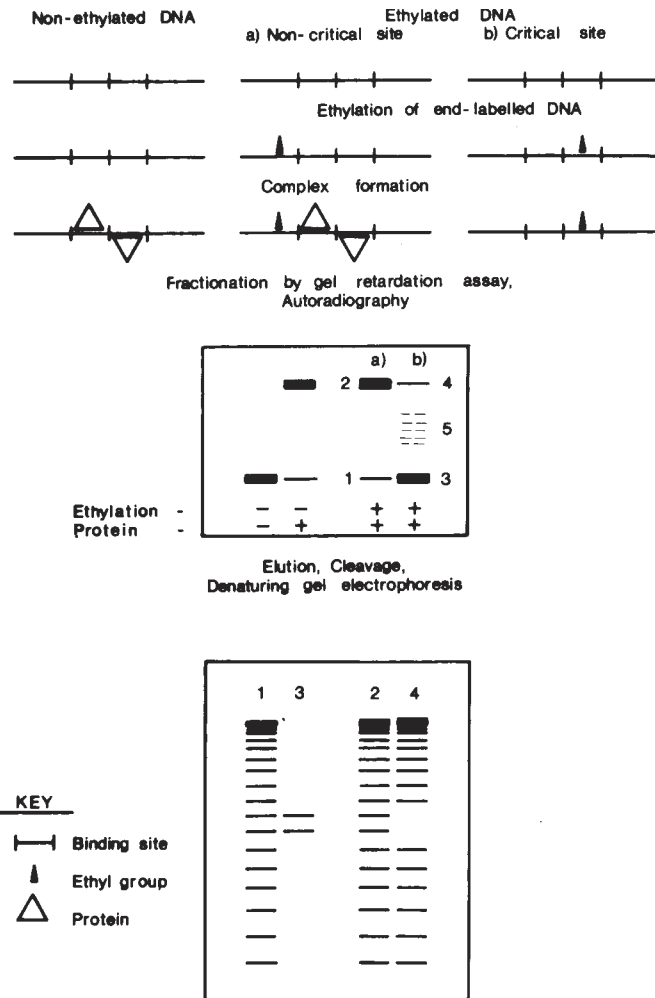 Non-ethylated DNA
Ethylated DNA
a) Non-critical site
b) Critical site
Ethylation of end-labelled DNA
Complex formation
Fractionation by gel retardation assay,
Autoradiography
a) b)
2 4
5
1 3
Ethylation - - - + +
Protein - - + + +
Elution, Cleavage,
Denaturing gel electrophoresis
1 3 2 4
KEY
Binding site
Ethyl group
Protein